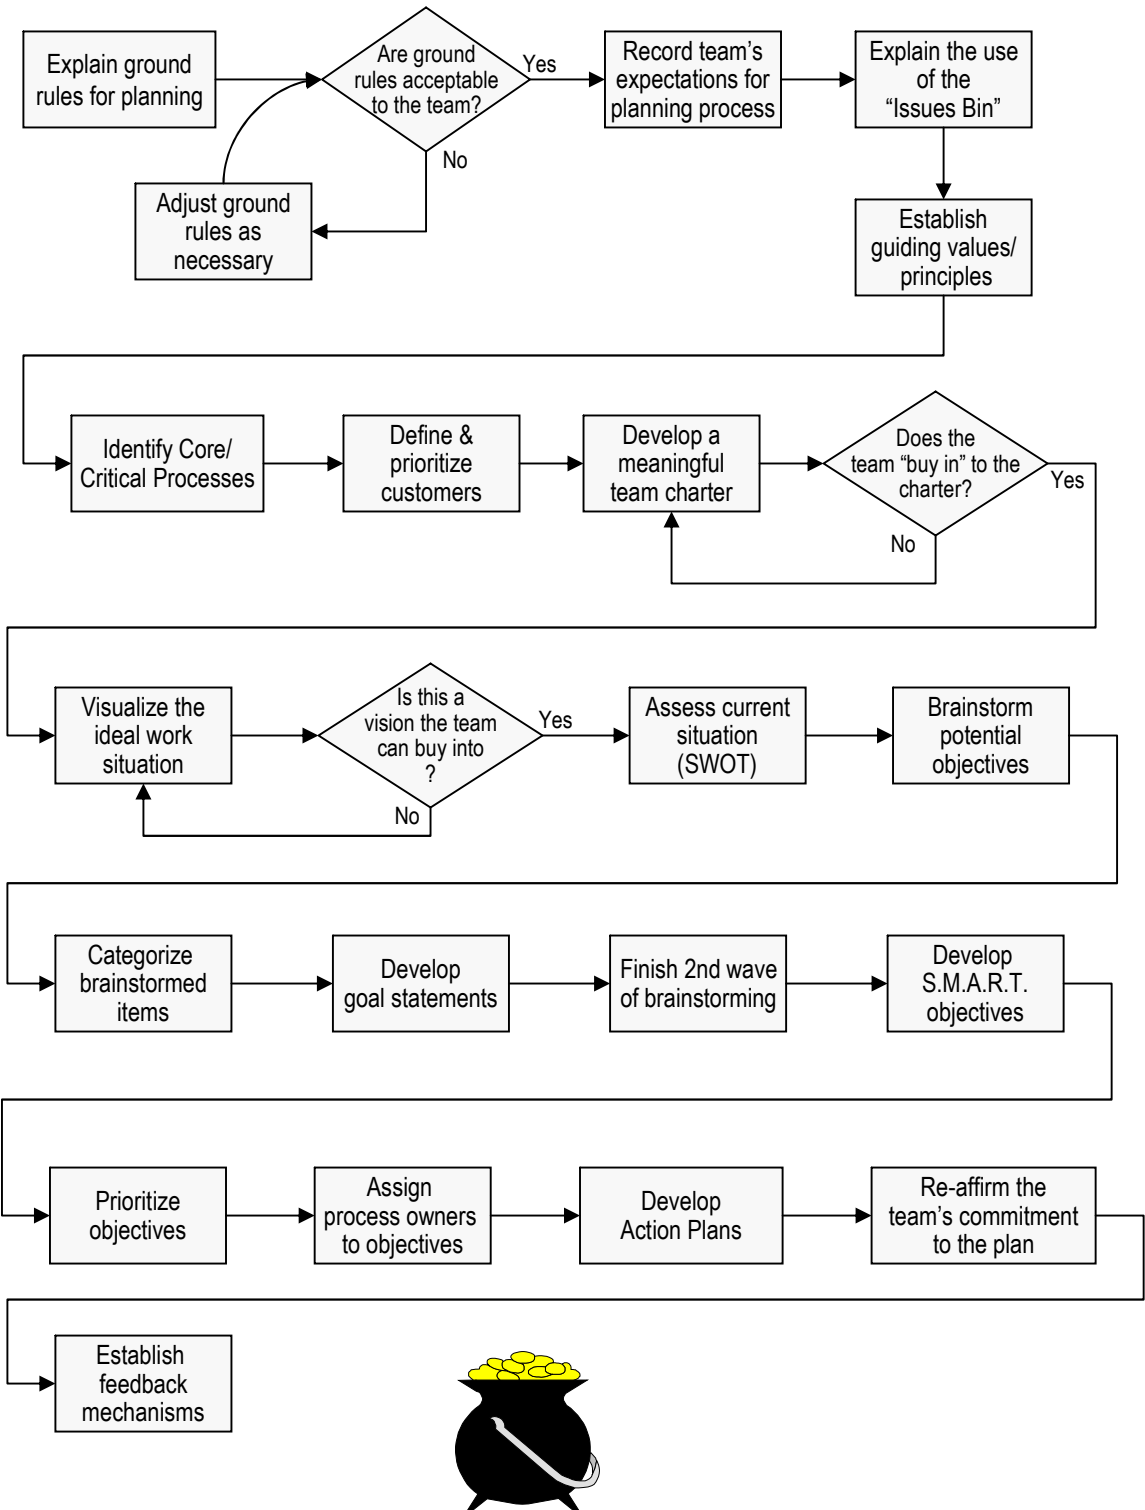 Explain ground
rules for planning
Are ground
rules acceptable
to the team?
Yes
No
Adjust ground
rules as
necessary
Record team’s
expectations for
planning process
Explain the use
of the
“Issues Bin”
Establish
guiding values/
principles
Identify Core/
Critical Processes
Define &
prioritize
customers
Develop a
meaningful
team charter
Does the
team “buy in” to the
charter?
Yes
No
Visualize the
ideal work
situation
Is this a
vision the team
can buy into
?
Yes
No
Assess current
situation
(SWOT)
Brainstorm
potential
objectives
Categorize
brainstormed
items
Develop
goal statements
Finish 2nd wave
of brainstorming
Develop
S.M.A.R.T.
objectives
Prioritize
objectives
Assign
process owners
to objectives
Develop
Action Plans
Re-affirm the
team’s commitment
to the plan
Establish
feedback
mechanisms